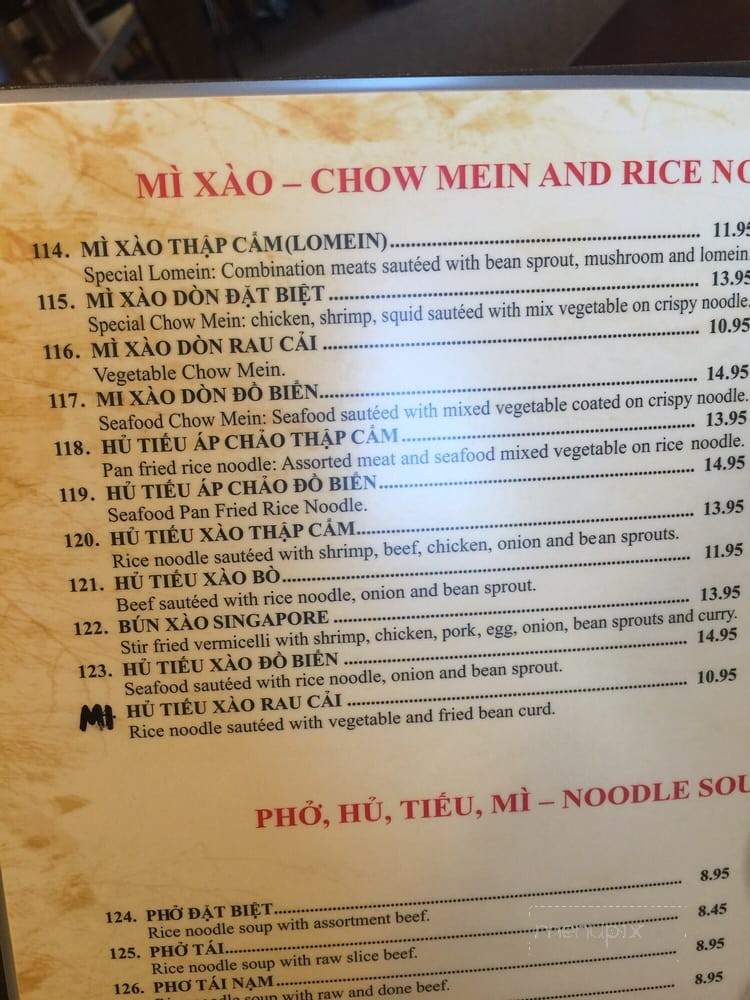 MÌ XÀO – CHOW MEIN AND RICE NO
114. MÌ XÀO THẬP CẨM(LOMEIN) 11.95
Special Lomein: Combination meats sautéed with bean sprout, mushroom and lomein.
115. MÌ XÀO DÒN ĐẶT BIỆT 13.95
Special Chow Mein: chicken, shrimp, squid sautéed with mix vegetable on crispy noodle.
116. MÌ XÀO DÒN RAU CẢI 10.95
Vegetable Chow Mein.
117. MI XÀO DÒN ĐỒ BIỂN 14.95
Seafood Chow Mein: Seafood sautéed with mixed vegetable coated on crispy noodle.
118. HỦ TIẾU ÁP CHẢO THẬP CẨM 13.95
Pan fried rice noodle: Assorted meat and seafood mixed vegetable on rice noodle.
119. HỦ TIẾU ÁP CHẢO ĐỒ BIỂN 14.95
Seafood Pan Fried Rice Noodle.
120. HỦ TIẾU XÀO THẬP CẨM 13.95
Rice noodle sautéed with shrimp, beef, chicken, onion and bean sprouts.
121. HỦ TIẾU XÀO BÒ 11.95
Beef sautéed with rice noodle, onion and bean sprout.
122. BÚN XÀO SINGAPORE 13.95
Stir fried vermicelli with shrimp, chicken, pork, egg, onion, bean sprouts and curry.
123. HỦ TIẾU XÀO ĐỒ BIỂN 14.95
Seafood sautéed with rice noodle, onion and bean sprout.
HỦ TIẾU XÀO RAU CẢI 10.95
Rice noodle sautéed with vegetable and fried bean curd.
PHỞ, HỦ, TIẾU, MÌ – NOODLE SOU
124. PHỞ ĐẶT BIỆT 8.95
Rice noodle soup with assortment beef.
125. PHỞ TÁI 8.45
Rice noodle soup with raw slice beef.
126. PHƠ TÁI NẠM 8.95
Rice noodle soup with raw and done beef.
8.95
menupix